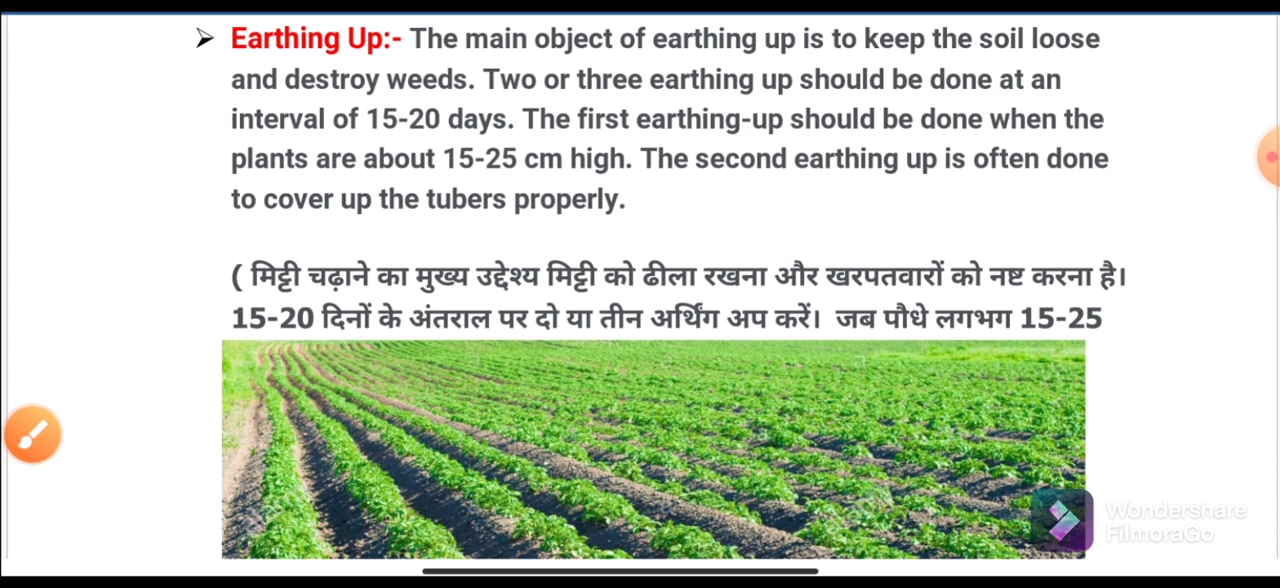 ➢ Earthing Up:- The main object of earthing up is to keep the soil loose
and destroy weeds. Two or three earthing up should be done at an
interval of 15-20 days. The first earthing-up should be done when the
plants are about 15-25 cm high. The second earthing up is often done
to cover up the tubers properly.
( मिट्टी चढ़ाने का मुख्य उद्देश्य मिट्टी को ढीला रखना और खरपतवारों को नष्ट करना है।
15-20 दिनों के अंतराल पर दो या तीन अर्थिंग अप करें। जब पौधे लगभग 15-25
Wondershare
FilmoraGo